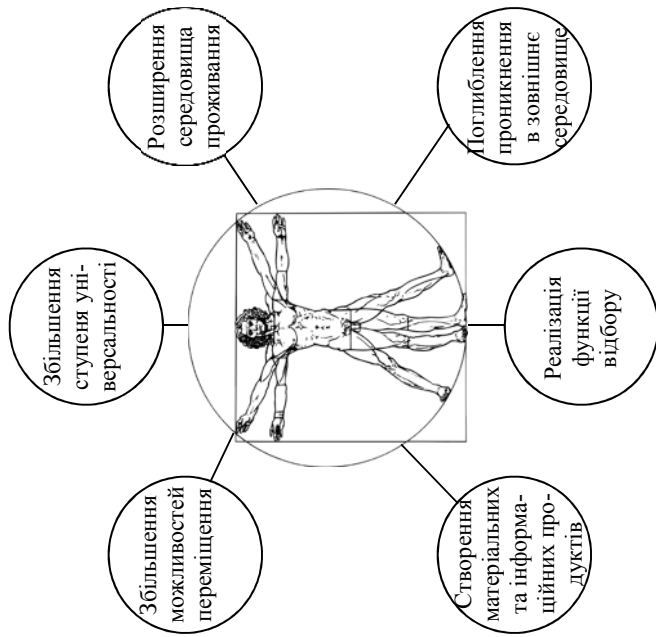 Збільшення
можливостей
переміщення
Збільшення
ступеня уні-
версальності
Розширення
середовища
проживання
Створення
матеріальних
та інформа-
ційних про-
дуктів
Реалізація
функції
відбору
Поглиблення
проникнення
в зовнішнє
середовище